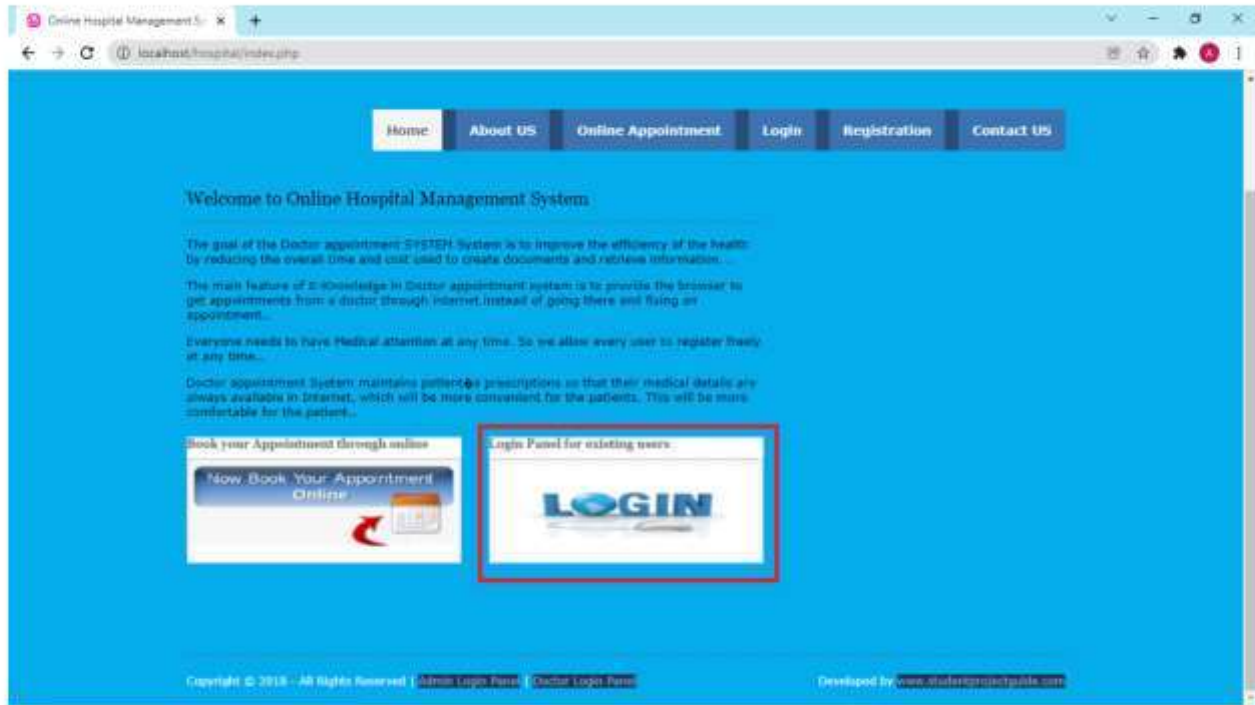 Online Hospital Management S
localhost/hospital/index.php
Home About US Online Appointment Login Registration Contact US
Welcome to Online Hospital Management System
The goal of the Doctor appointment SYSTEM System is to improve the efficiency of the health
by reducing the overall time and cost used to create documents and retrieve information. ..
The main feature of E-Knowledge in Doctor appointment system is to provide the browser to
get appointments from a doctor through internet instead of going there and fixing an
appointment..
Everyone needs to have Medical attention at any time. So we allow every user to register freely
at any time..
Doctor appointment System maintains patient�s prescriptions so that their medical details are
always available in Internet, which will be more convenient for the patients. This will be more
comfortable for the patient..
Book your Appointment through online Login Panel for existing users
Now Book Your Appointment
Online
LOGIN
Copyright © 2018 - All Rights Reserved | Admin Login Panel | Doctor Login Panel Developed by www.studentprojectguide.com